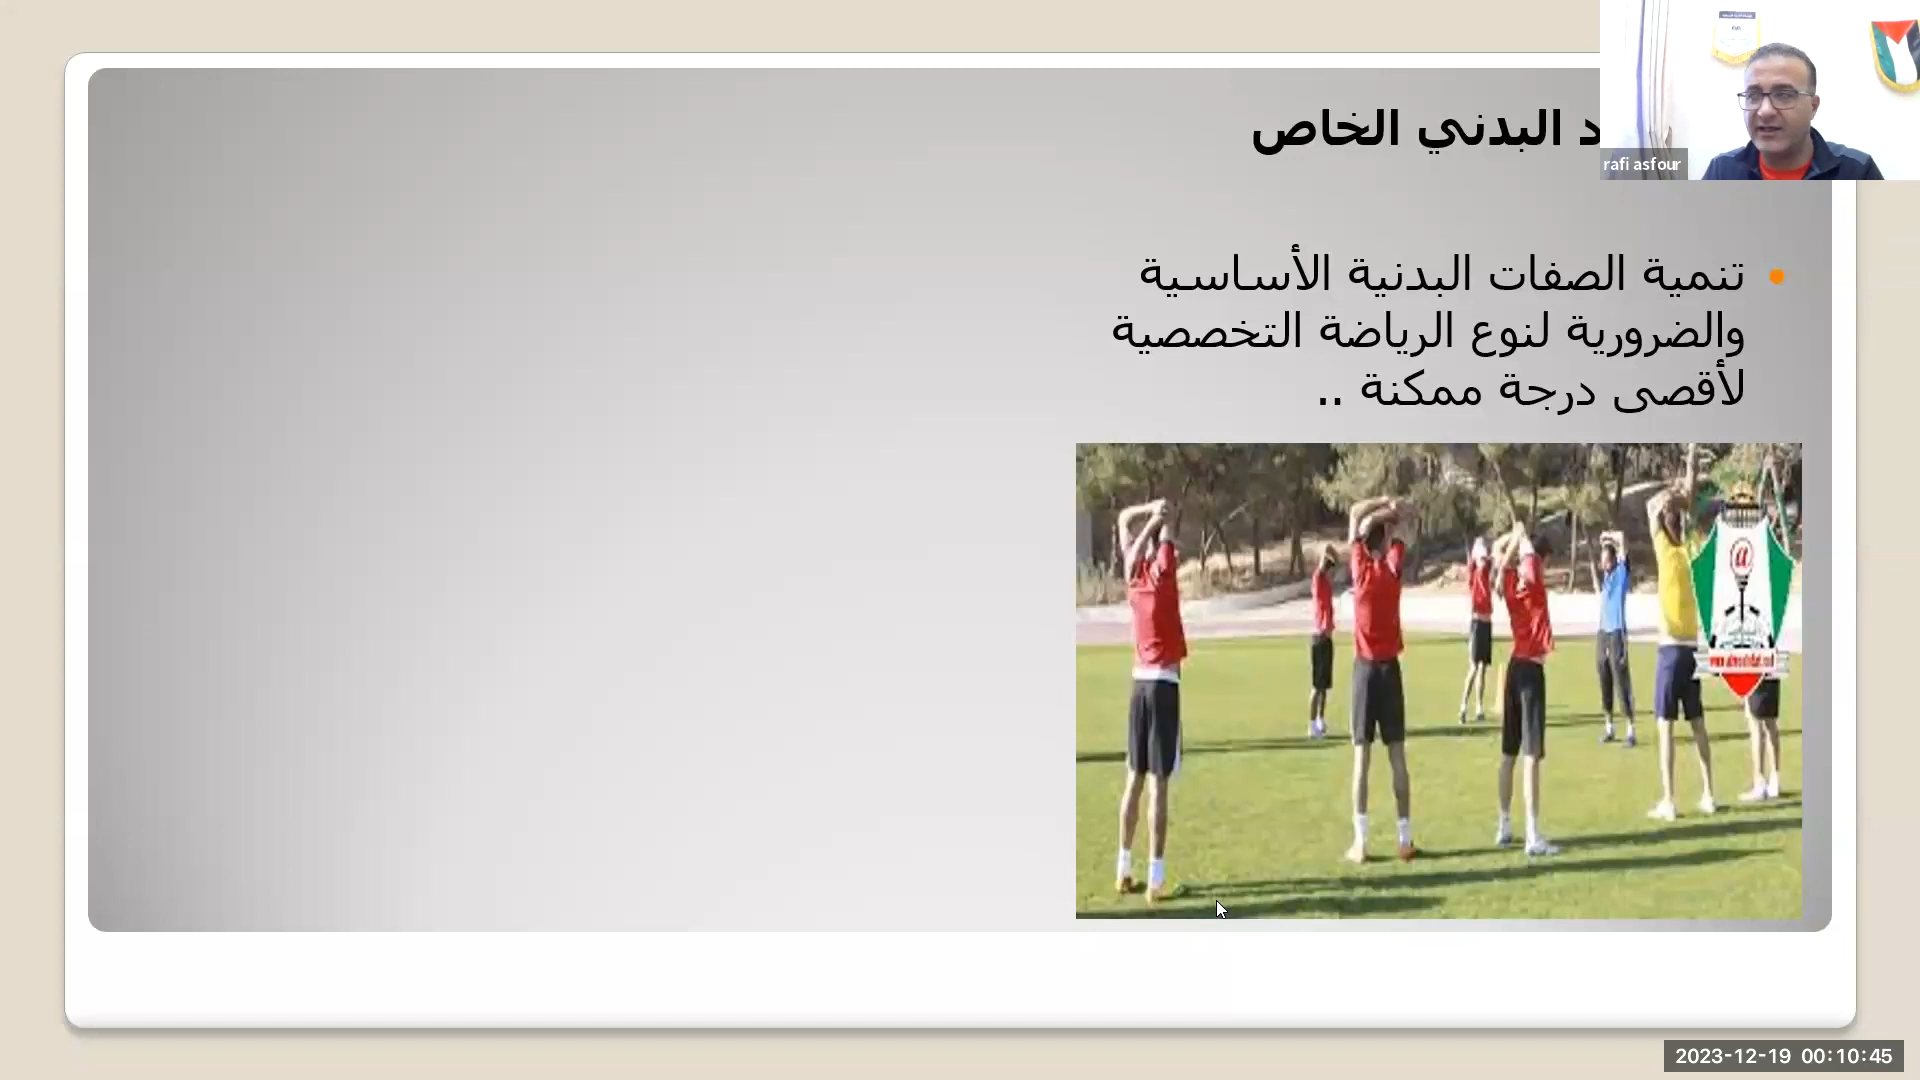 البدني الخاص
تنمية الصفات البدنية الأساسية
والضرورية لنوع الرياضة التخصصية
لأقصى درجة ممكنة ..
rafi asfour
2023-12-19 00:10:45